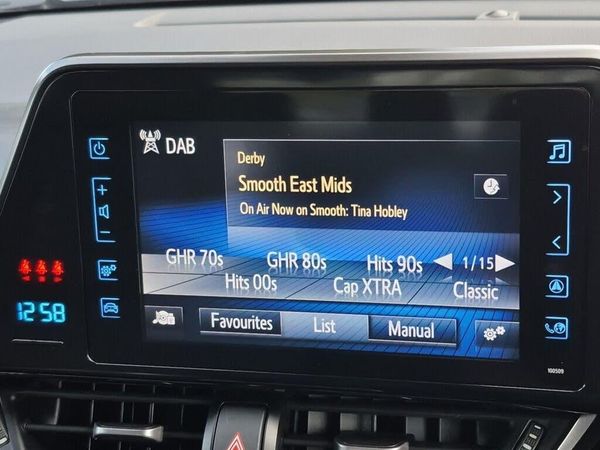 DAB
Derby
Smooth East Mids
On Air Now on Smooth: Tina Hobley
GHR 70s GHR 80s Hits 90s 1/15
Hits 00s Cap XTRA Classic
Favourites List Manual
12:58
100509